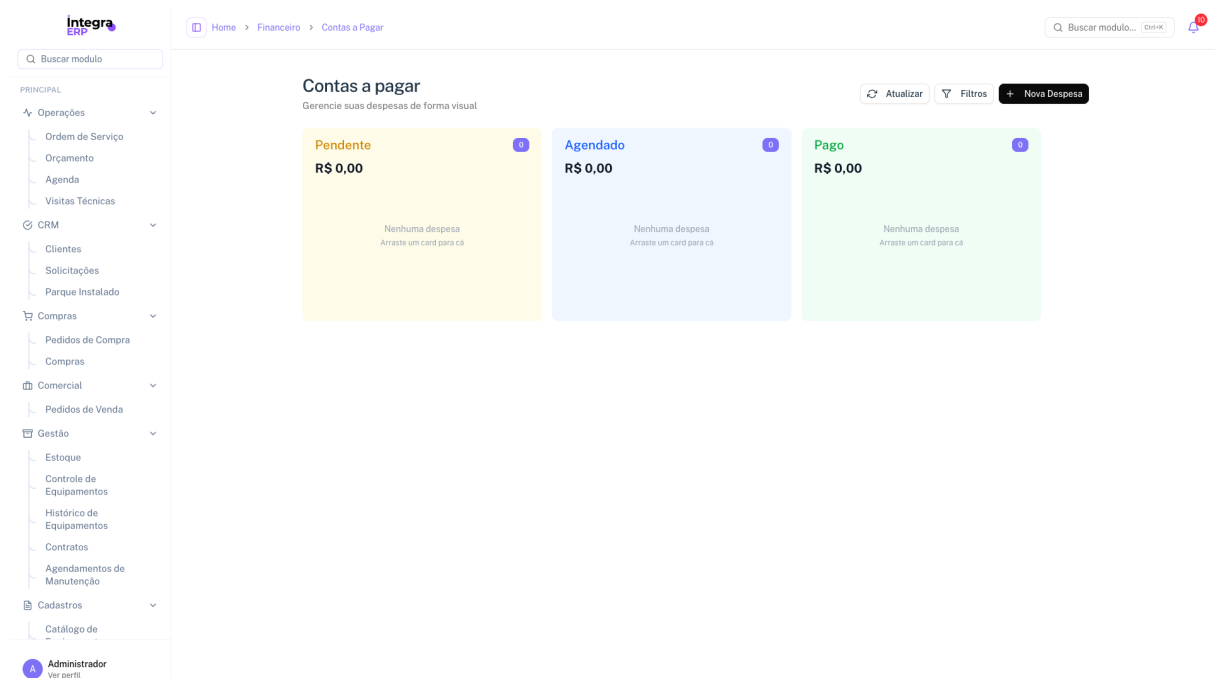 integra
ERP
Buscar modulo
PRINCIPAL
Operações
Ordem de Serviço
Orçamento
Agenda
Visitas Técnicas
CRM
Clientes
Solicitações
Parque Instalado
Compras
Pedidos de Compra
Compras
Comercial
Pedidos de Venda
Gestão
Estoque
Controle de
Equipamentos
Histórico de
Equipamentos
Contratos
Agendamentos de
Manutenção
Cadastros
Catálogo de
A
Administrador
Ver perfil
Home > Financeiro > Contas a Pagar
Buscar modulo... Ctrl+K
10
Contas a pagar
Gerencie suas despesas de forma visual
Atualizar
Filtros
+ Nova Despesa
Pendente 0
R$ 0,00
Nenhuma despesa
Arraste um card para cá
Agendado 0
R$ 0,00
Nenhuma despesa
Arraste um card para cá
Pago 0
R$ 0,00
Nenhuma despesa
Arraste um card para cá